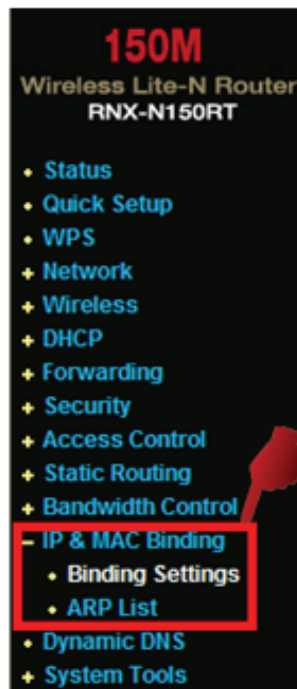 150M
Wireless Lite-N Router
RNX-N150RT
Status
Quick Setup
WPS
Network
Wireless
DHCP
Forwarding
Security
Access Control
Static Routing
Bandwidth Control
IP & MAC Binding
Binding Settings
ARP List
Dynamic DNS
System Tools